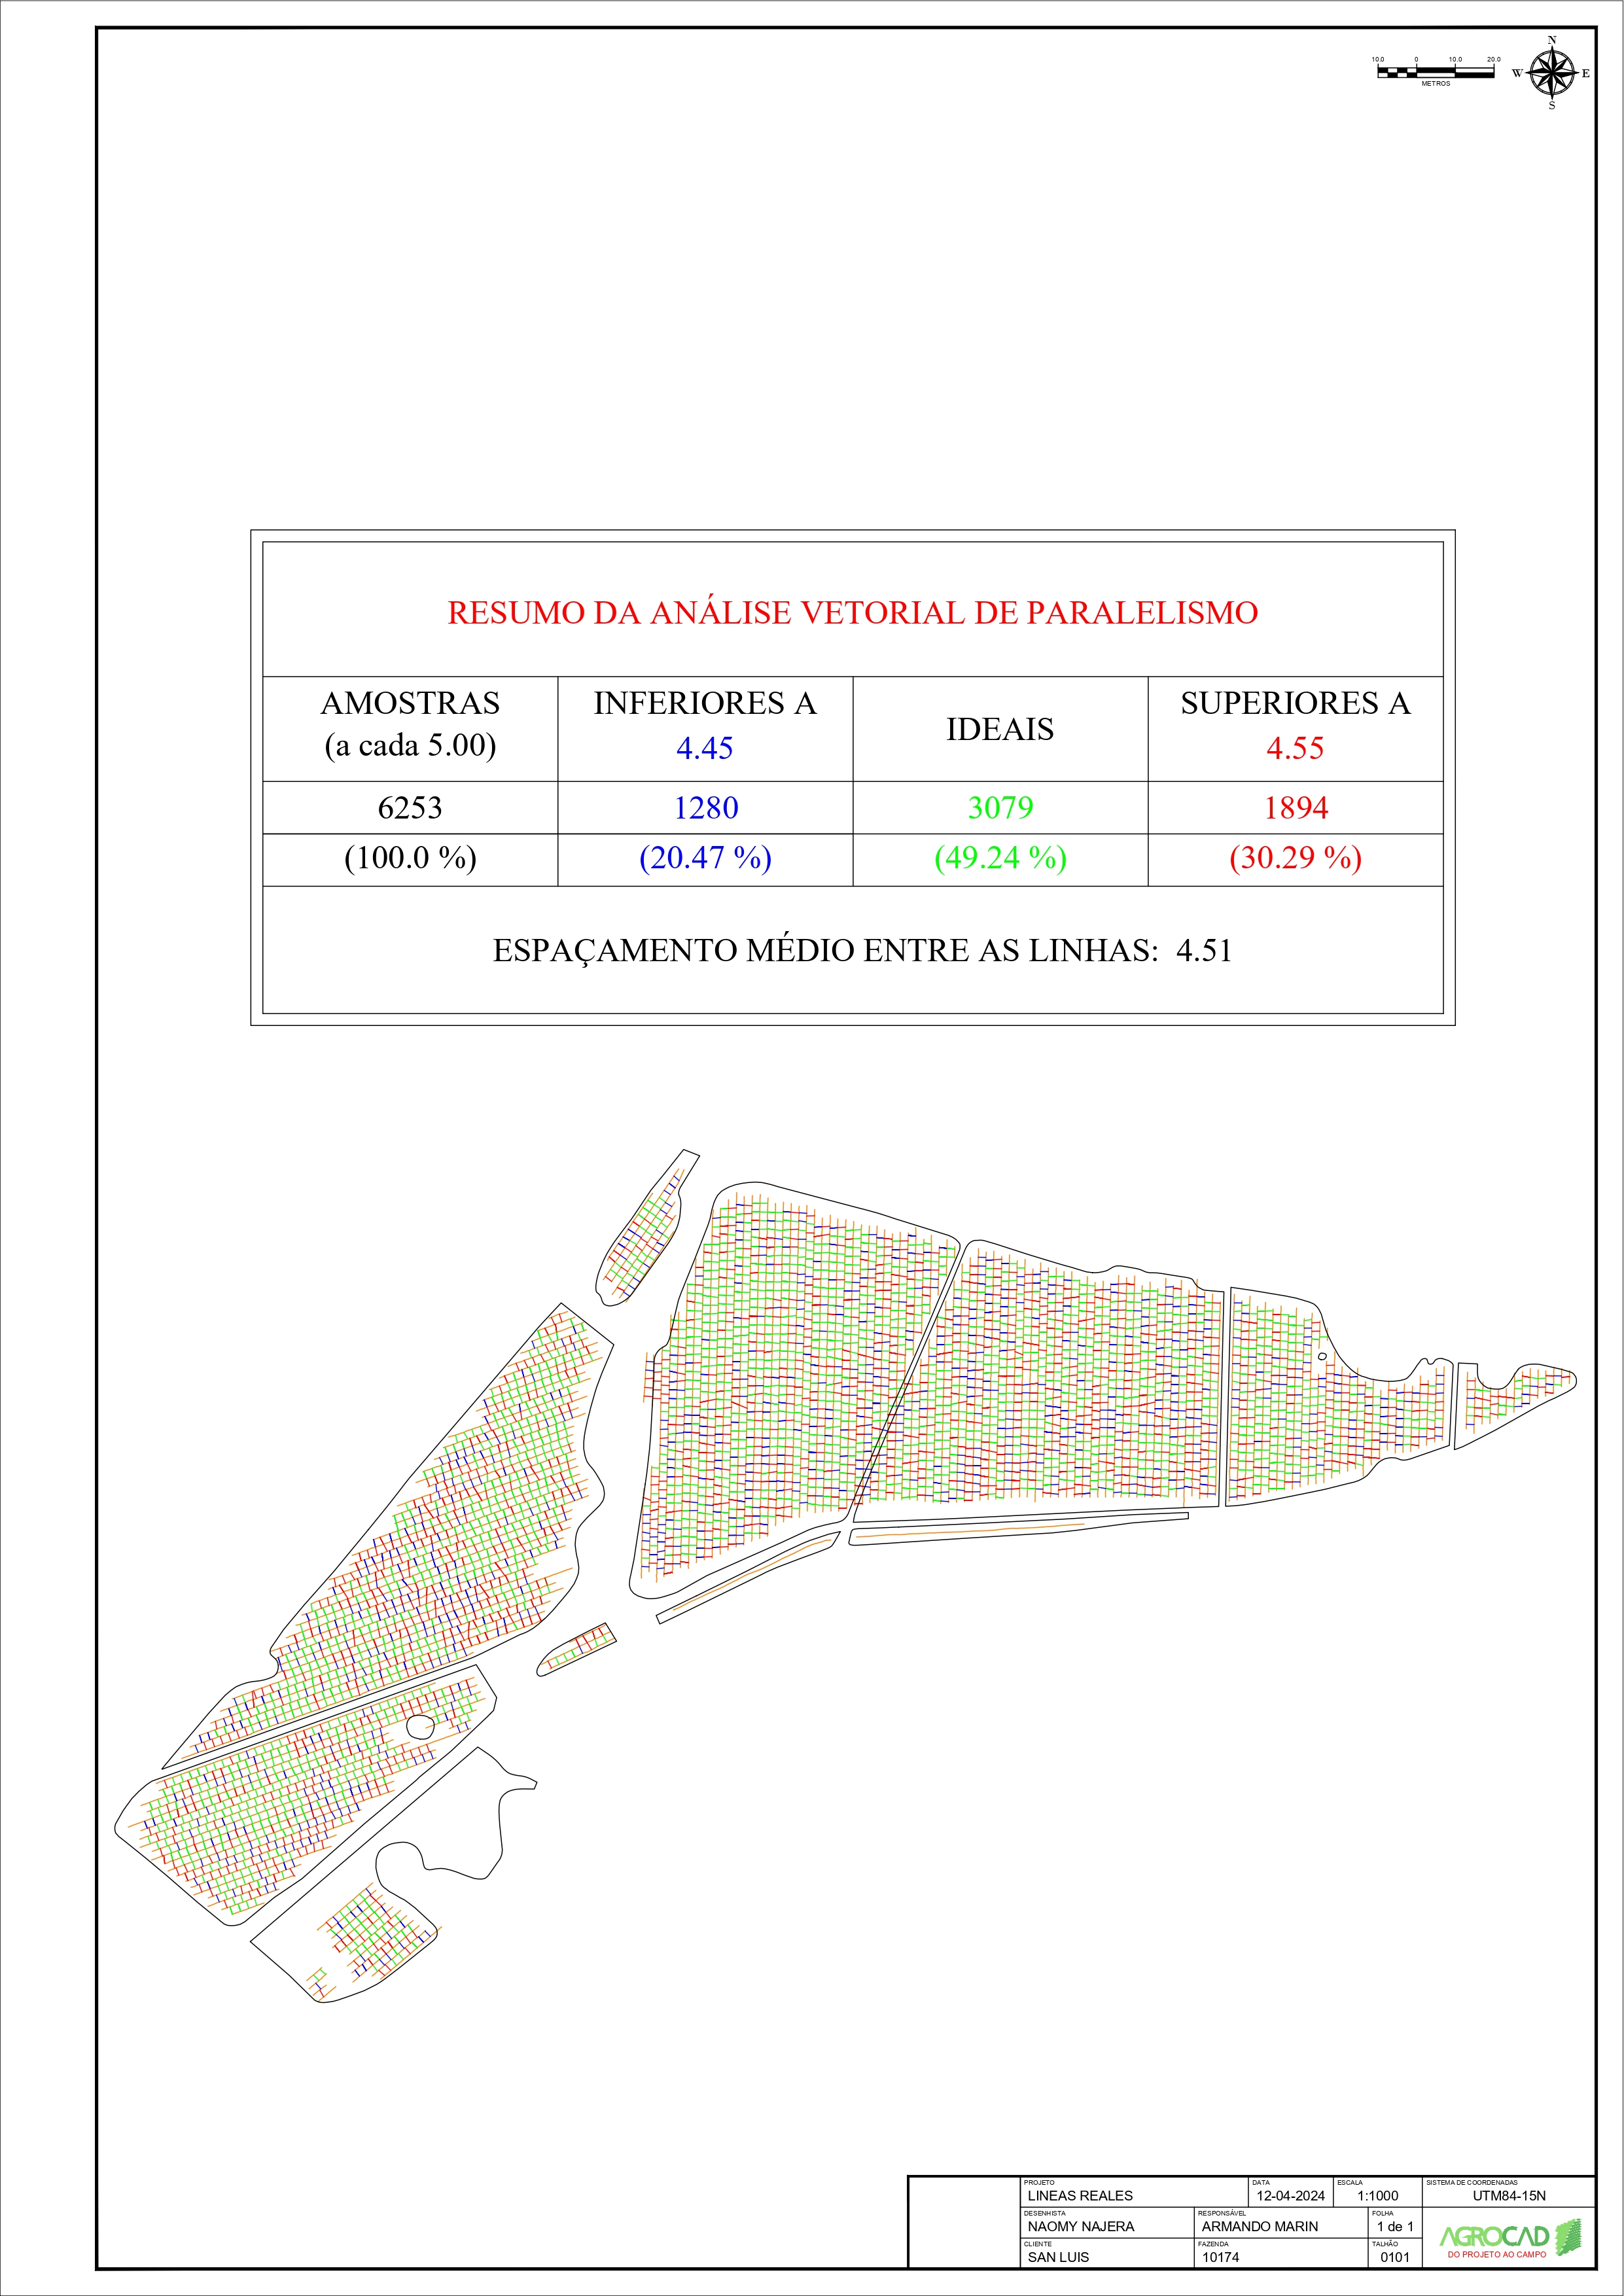 N
10.0 0 10.0 20.0
W E
METROS
S
RESUMO DA ANÁLISE VETORIAL DE PARALELISMO
AMOSTRAS
(a cada 5.00)
INFERIORES A
4.45
IDEAIS
SUPERIORES A
4.55
6253 1280 3079 1894
(100.0 %) (20.47 %) (49.24 %) (30.29 %)
ESPAÇAMENTO MÉDIO ENTRE AS LINHAS: 4.51
PROJETO DATA ESCALA SISTEMA DE COORDENADAS
LINEAS REALES 12-04-2024 1:1000 UTM84-15N
DESENHISTA RESPONSÁVEL FOLHA
NAOMY NAJERA ARMANDO MARIN 1 de 1
CLIENTE FAZENDA TALHÃO
SAN LUIS 10174 0101
AGROCAD
DO PROJETO AO CAMPO